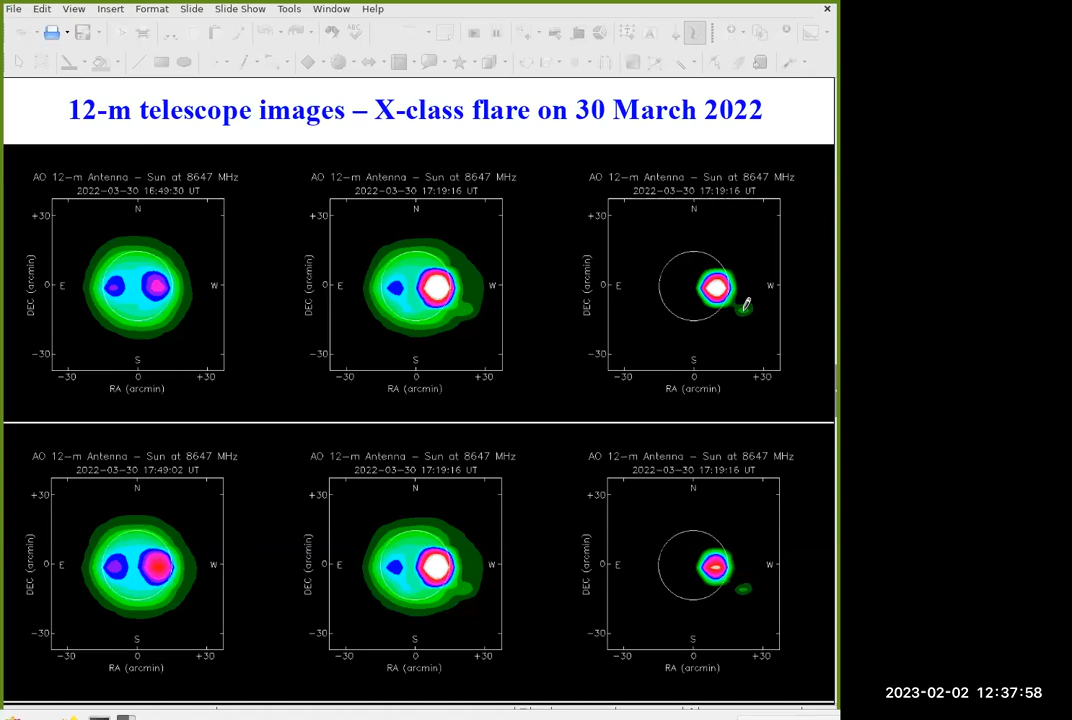 File Edit View Insert Format Slide Slide Show Tools Window Help ×
12-m telescope images – X-class flare on 30 March 2022
AO 12-m Antenna - Sun at 8647 MHz
2022-03-30 16:49:30 UT
N
+30
0
E
W
DEC (arcmin)
-30
S
-30 0 +30
RA (arcmin)
AO 12-m Antenna - Sun at 8647 MHz
2022-03-30 17:19:16 UT
N
+30
0
E
W
DEC (arcmin)
-30
S
-30 0 +30
RA (arcmin)
AO 12-m Antenna - Sun at 8647 MHz
2022-03-30 17:19:16 UT
N
+30
0
E
W
DEC (arcmin)
-30
S
-30 0 +30
RA (arcmin)
AO 12-m Antenna - Sun at 8647 MHz
2022-03-30 17:49:02 UT
N
+30
0
E
W
DEC (arcmin)
-30
S
-30 0 +30
RA (arcmin)
AO 12-m Antenna - Sun at 8647 MHz
2022-03-30 17:19:16 UT
N
+30
0
E
W
DEC (arcmin)
-30
S
-30 0 +30
RA (arcmin)
AO 12-m Antenna - Sun at 8647 MHz
2022-03-30 17:19:16 UT
N
+30
0
E
W
DEC (arcmin)
-30
S
-30 0 +30
RA (arcmin)
2023-02-02 12:37:58